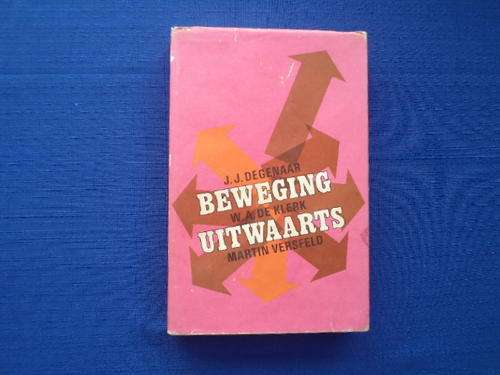 J. J. DEGENAAR
BEWEGING
W. A. DE KLERK
UITWAARTS
MARTIN VERSFELD